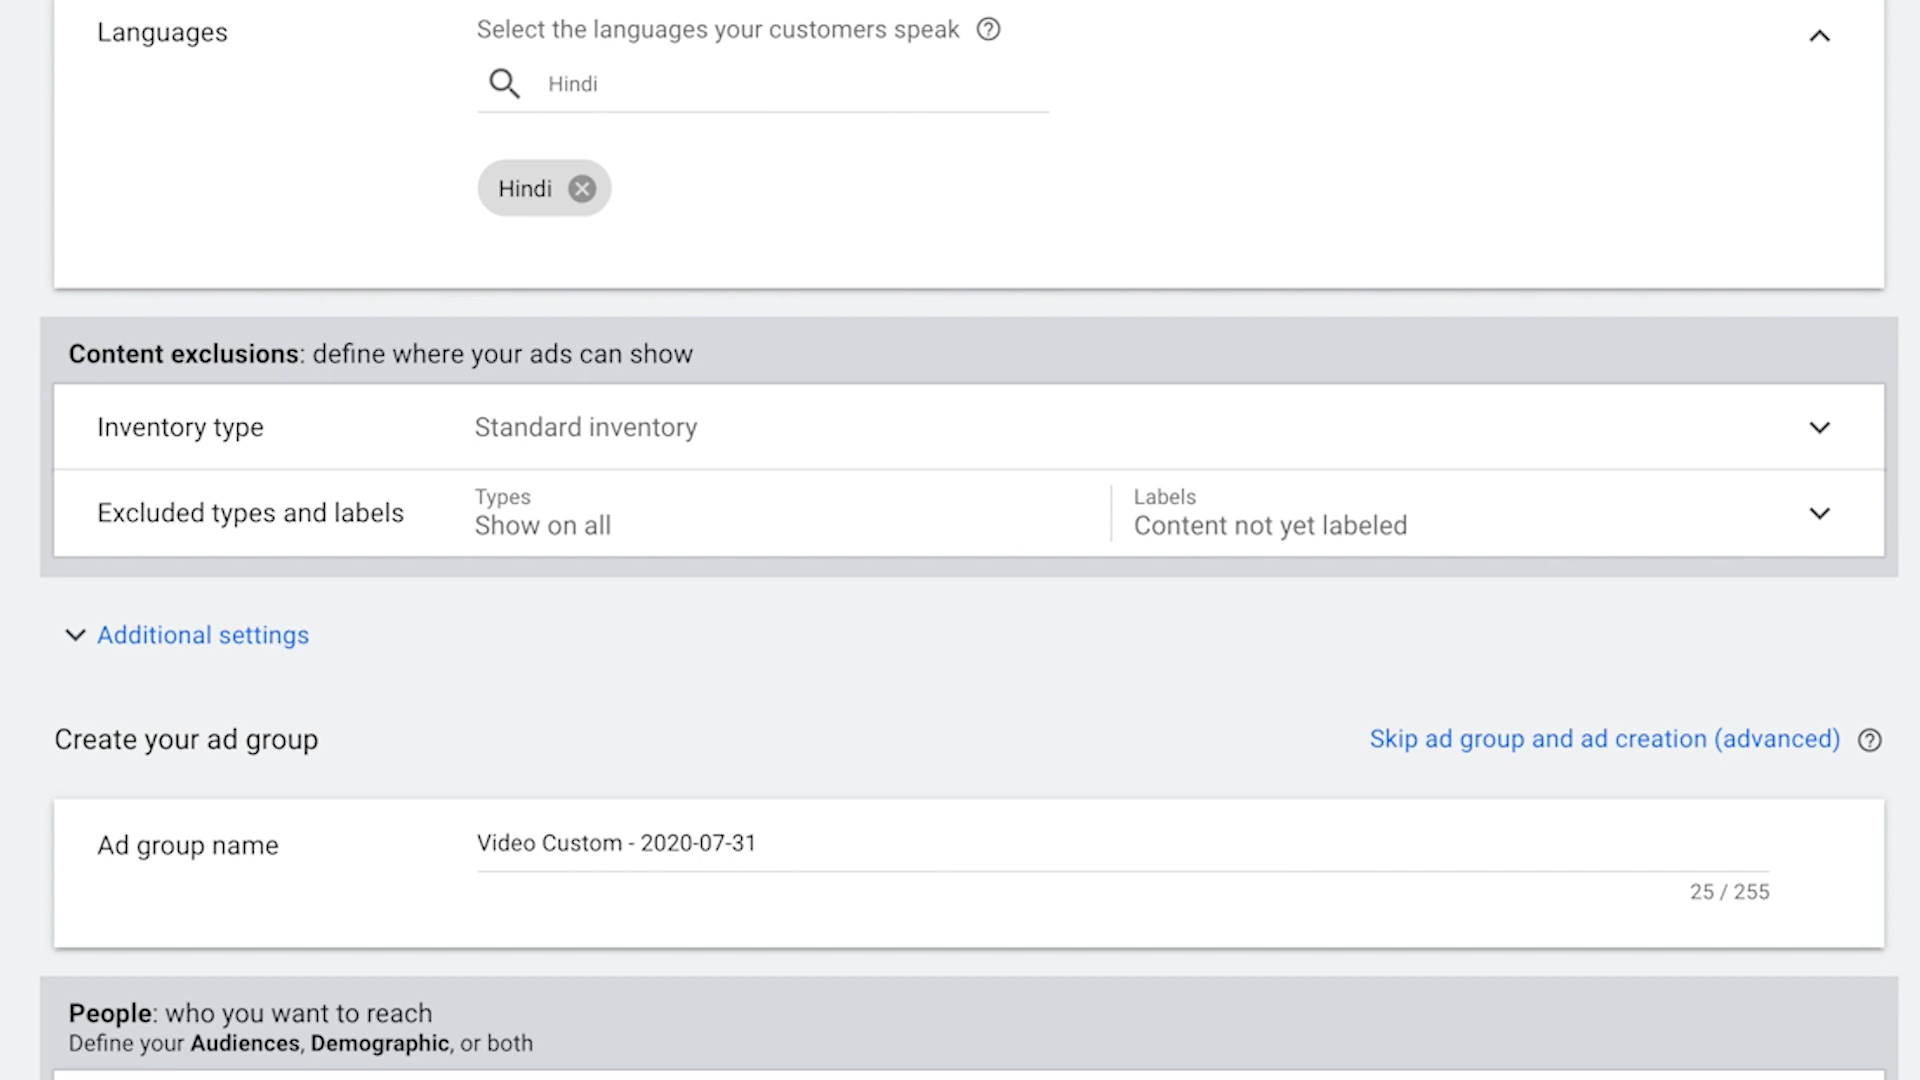 Languages
Select the languages your customers speak
Hindi
Hindi
Content exclusions: define where your ads can show
Inventory type
Standard inventory
Excluded types and labels
Types
Show on all
Labels
Content not yet labeled
Additional settings
Create your ad group
Skip ad group and ad creation (advanced)
Ad group name
Video Custom - 2020-07-31
25 / 255
People: who you want to reach
Define your Audiences, Demographic, or both